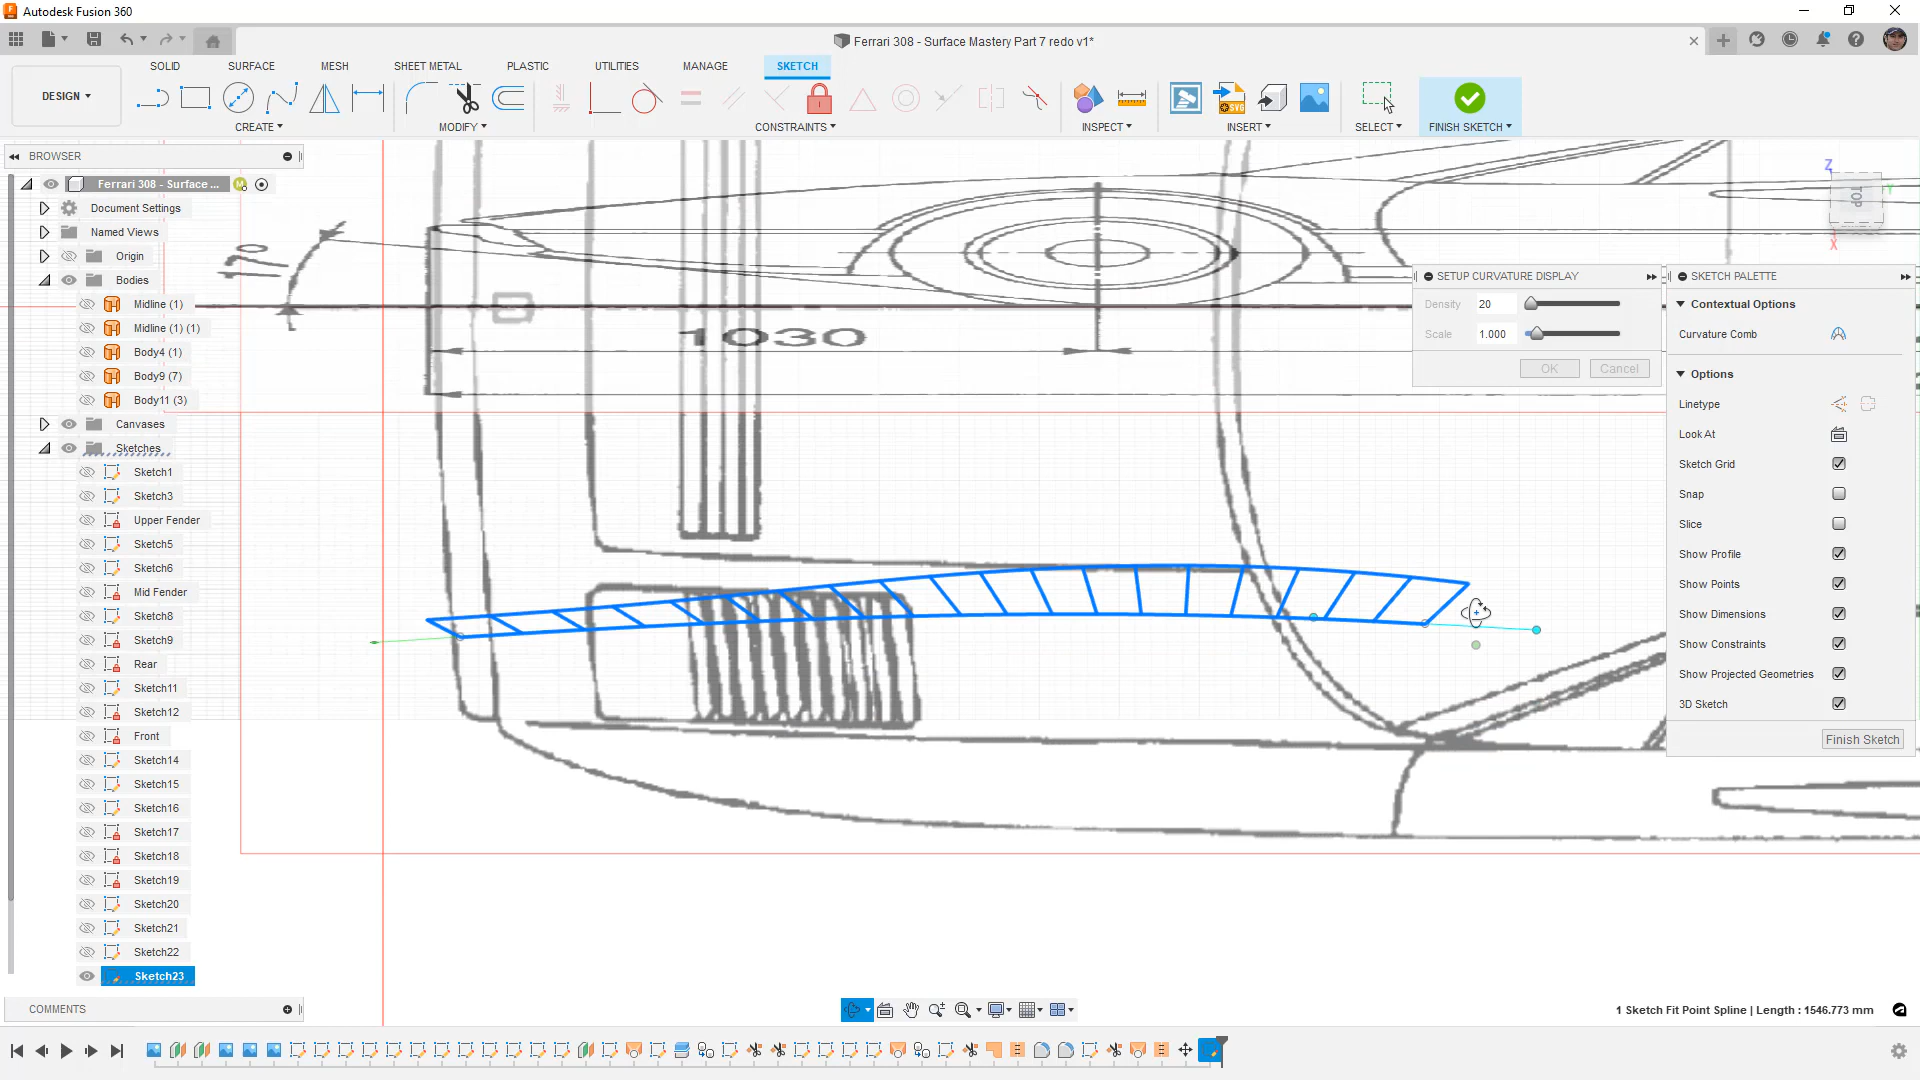 Autodesk Fusion 360
Ferrari 308 - Surface Mastery Part 7 redo v1*
SOLID SURFACE MESH SHEET METAL PLASTIC UTILITIES MANAGE SKETCH
DESIGN
CREATE MODIFY CONSTRAINTS INSPECT INSERT SELECT FINISH SKETCH
SVG
BROWSER
Ferrari 308 - Surface ...
Document Settings
Named Views
Origin
Bodies
Midline (1)
Midline (1) (1)
Body4 (1)
Body9 (7)
Body11 (3)
Canvases
Sketches
Sketch1
Sketch3
Upper Fender
Sketch5
Sketch6
Mid Fender
Sketch8
Sketch9
Rear
Sketch11
Sketch12
Front
Sketch14
Sketch15
Sketch16
Sketch17
Sketch18
Sketch19
Sketch20
Sketch21
Sketch22
Sketch23
COMMENTS
170
1030
Z
TOP
Y
X
SETUP CURVATURE DISPLAY
Density 20
Scale 1.000
OK Cancel
SKETCH PALETTE
Contextual Options
Curvature Comb
Options
Linetype
Look At
Sketch Grid
Snap
Slice
Show Profile
Show Points
Show Dimensions
Show Constraints
Show Projected Geometries
3D Sketch
Finish Sketch
1 Sketch Fit Point Spline | Length : 1546.773 mm